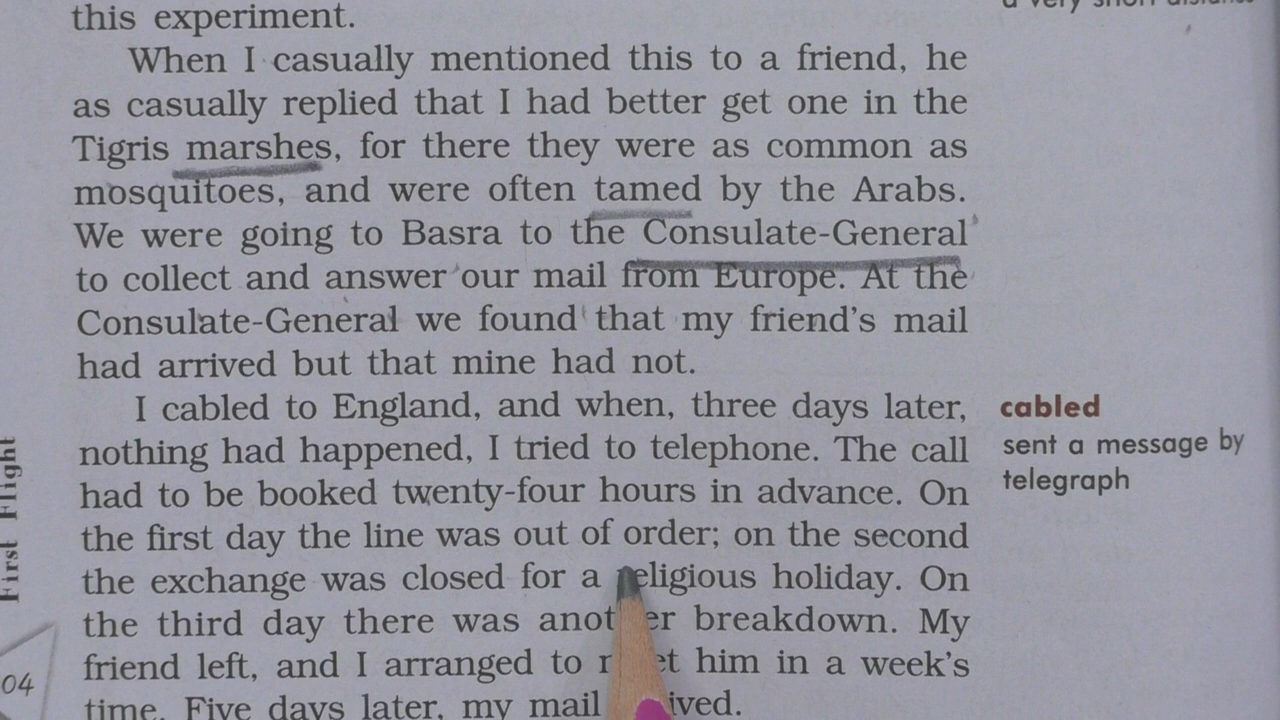 this experiment.
When I casually mentioned this to a friend, he
as casually replied that I had better get one in the
Tigris marshes, for there they were as common as
mosquitoes, and were often tamed by the Arabs.
We were going to Basra to the Consulate-General
to collect and answer our mail from Europe. At the
Consulate-General we found that my friend's mail
had arrived but that mine had not.
I cabled to England, and when, three days later,
nothing had happened, I tried to telephone. The call
had to be booked twenty-four hours in advance. On
the first day the line was out of order; on the second
the exchange was closed for a religious holiday. On
the third day there was another breakdown. My
friend left, and I arranged to meet him in a week's
time. Five days later, my mail arrived.
a very short distance
cabled
sent a message by
telegraph
First Flight
04